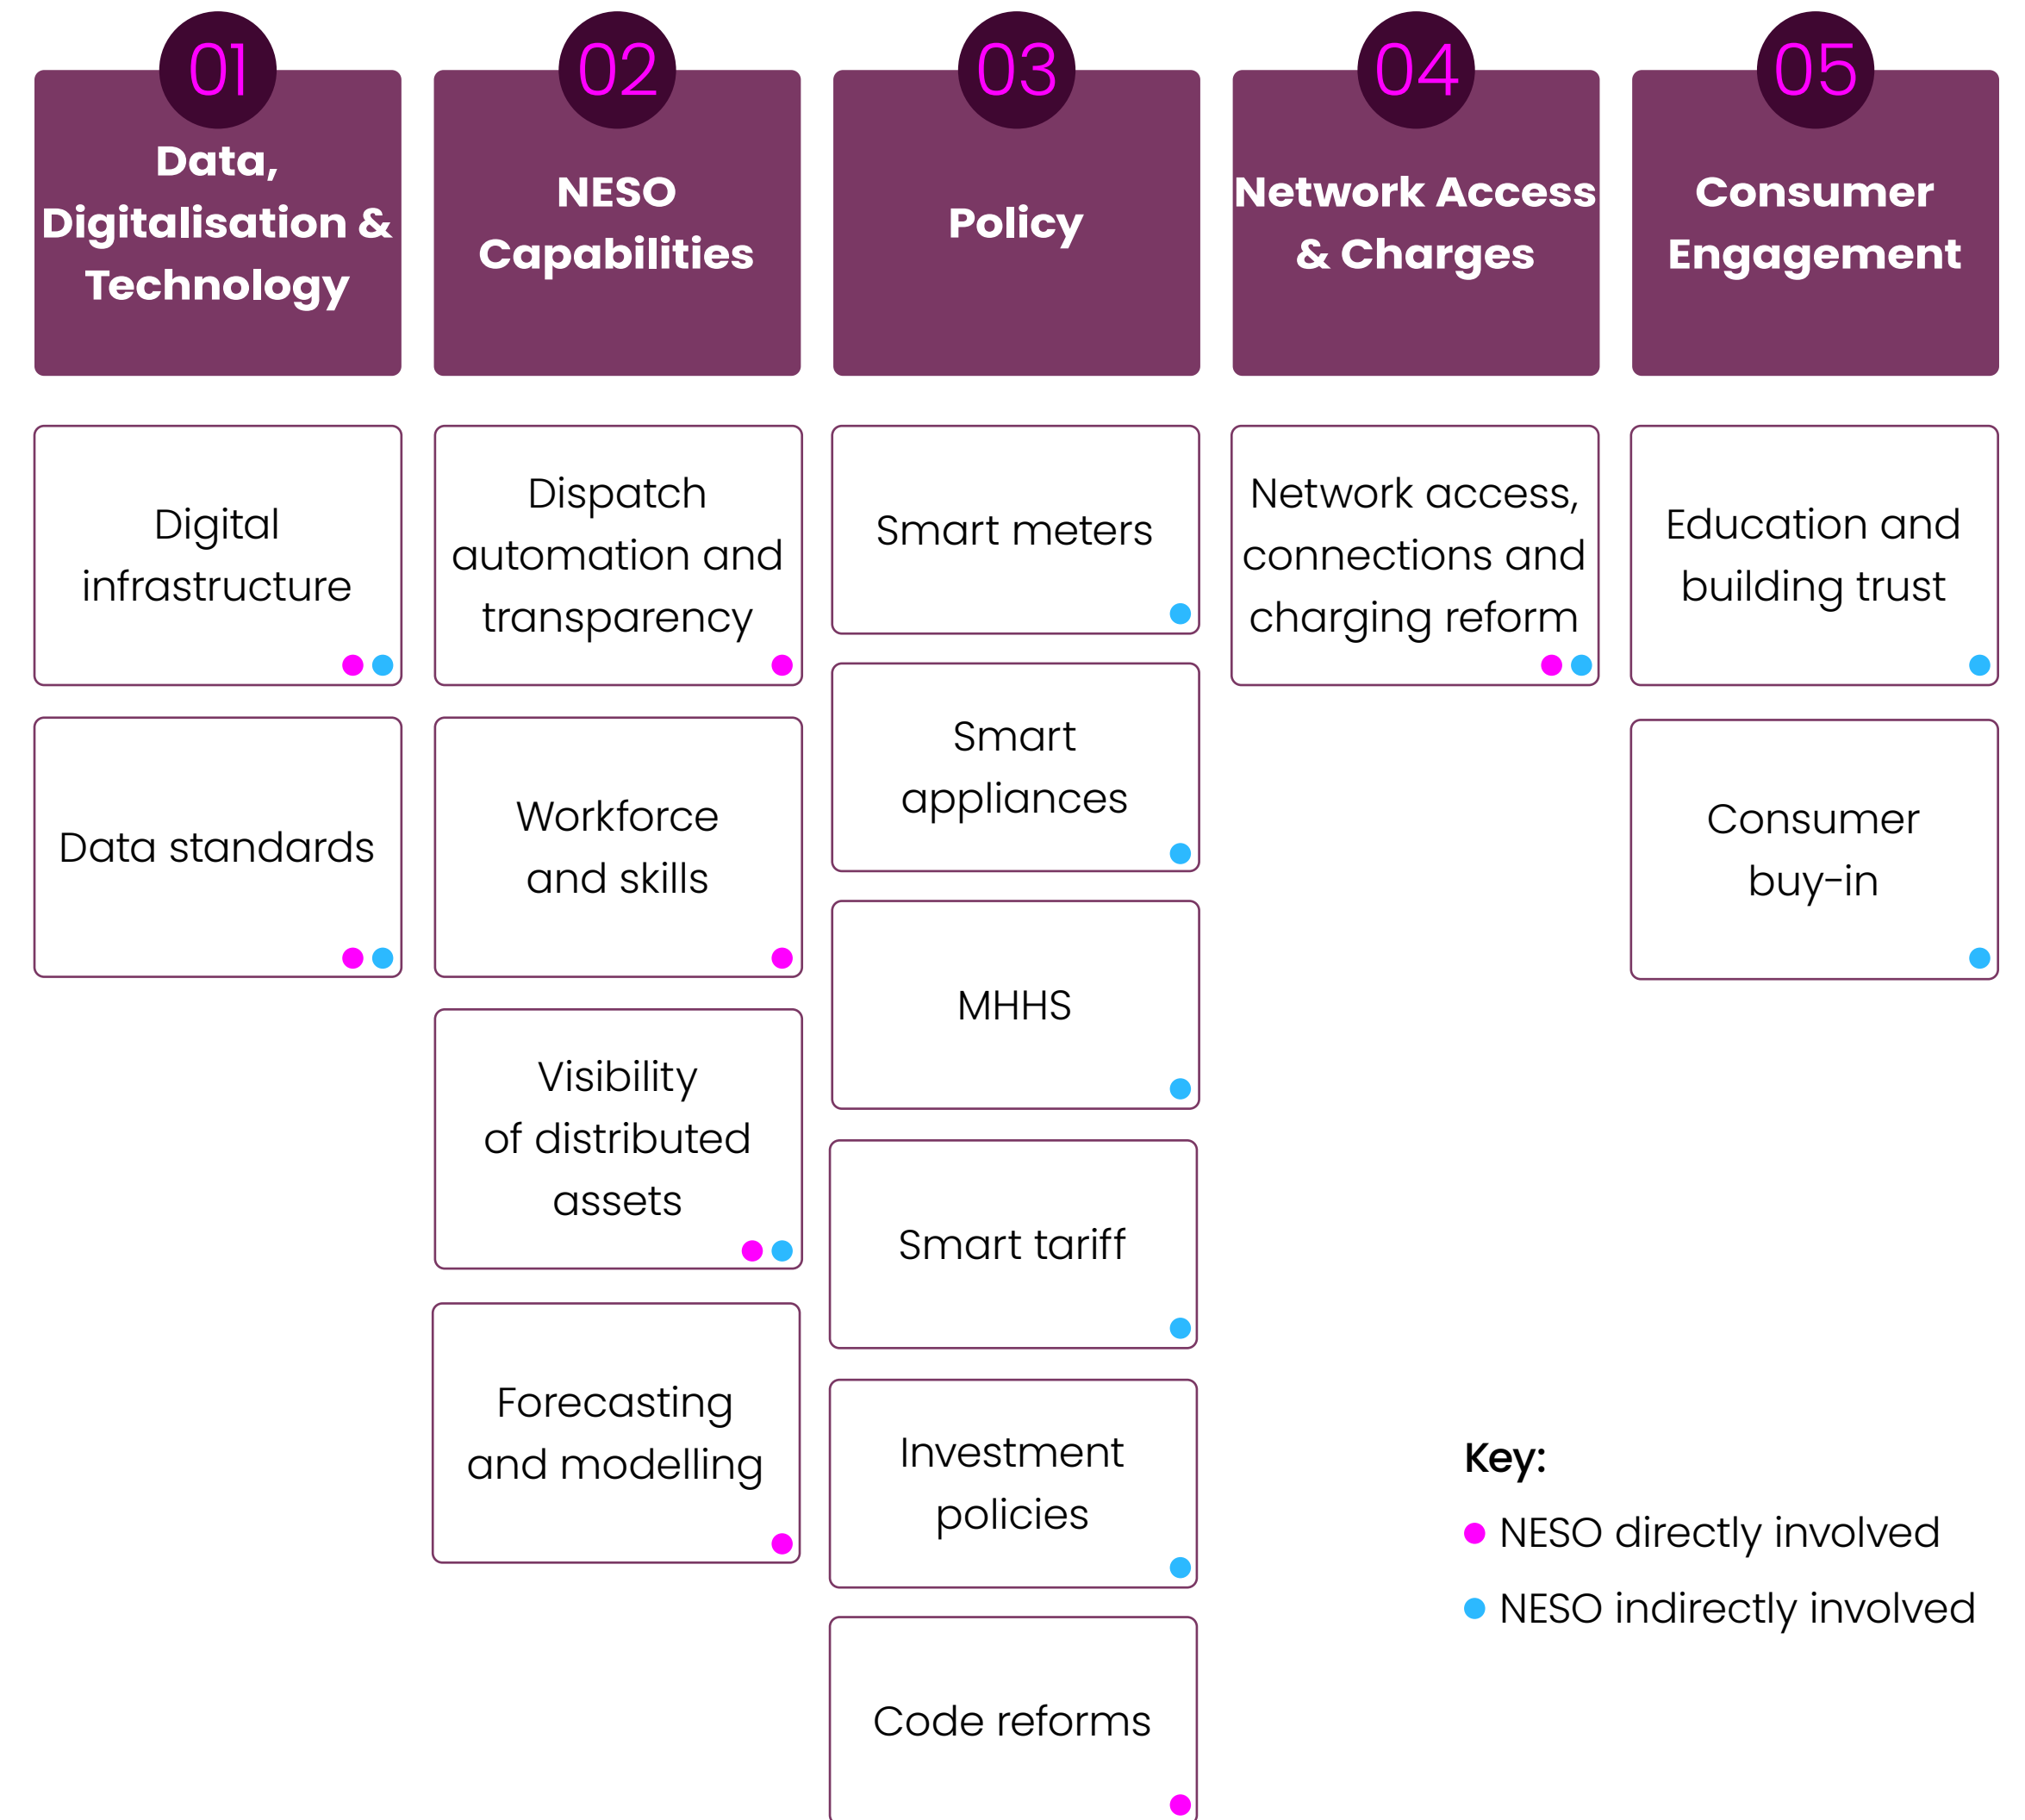 01
Data,
Digitalisation &
Technology
Digital
infrastructure
Data standards
02
NESO
Capabilities
Dispatch
automation and
transparency
Workforce
and skills
Visibility
of distributed
assets
Forecasting
and modelling
03
Policy
Smart meters
Smart
appliances
MHHS
Smart tariff
Investment
policies
Code reforms
04
Network Access
& Charges
Network access,
connections and
charging reform
05
Consumer
Engagement
Education and
building trust
Consumer
buy-in
Key:
NESO directly involved
NESO indirectly involved